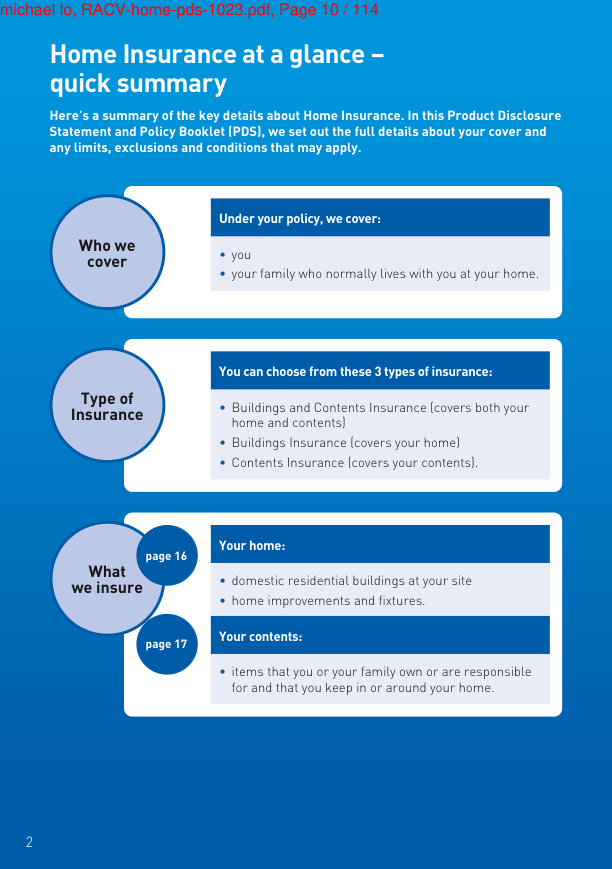 michael lo, RACV-home-pds-1023.pdf, Page 10 / 114
Home Insurance at a glance –
quick summary
Here's a summary of the key details about Home Insurance. In this Product Disclosure
Statement and Policy Booklet (PDS), we set out the full details about your cover and
any limits, exclusions and conditions that may apply.
Who we
cover
Under your policy, we cover:
• you
• your family who normally lives with you at your home.
Type of
Insurance
You can choose from these 3 types of insurance:
• Buildings and Contents Insurance (covers both your
home and contents)
• Buildings Insurance (covers your home)
• Contents Insurance (covers your contents).
What
we insure
page 16
Your home:
• domestic residential buildings at your site
• home improvements and fixtures.
page 17
Your contents:
• items that you or your family own or are responsible
for and that you keep in or around your home.
2